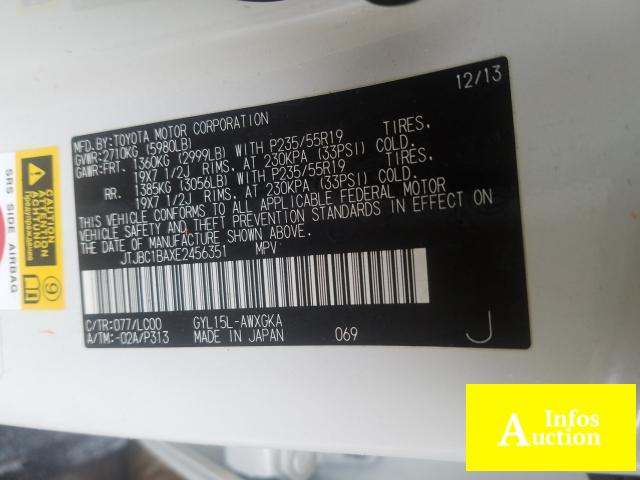 12/13
MFD.BY:TOYOTA MOTOR CORPORATION
GVWR:2710KG (5980LB)
GAWR:FRT. 1360KG (2999LB) WITH P235/55R19 TIRES,
19X7 1/2J RIMS, AT 230KPA (33PSI) COLD.
RR. 1385KG (3056LB) WITH P235/55R19 TIRES,
19X7 1/2J RIMS, AT 230KPA (33PSI) COLD.
THIS VEHICLE CONFORMS TO ALL APPLICABLE FEDERAL MOTOR
VEHICLE SAFETY AND THEFT PREVENTION STANDARDS IN EFFECT ON
THE DATE OF MANUFACTURE SHOWN ABOVE.
JTJBC1BAXE2456351 MPV
C/TR:077/LC00 GYL15L-AWXGKA
A/TM:-02A/P313 MADE IN JAPAN 069
J
SRS SIDE AIRBAG
CAUTION
ATTENTION
ACHTUNG
9
Infos
Auction